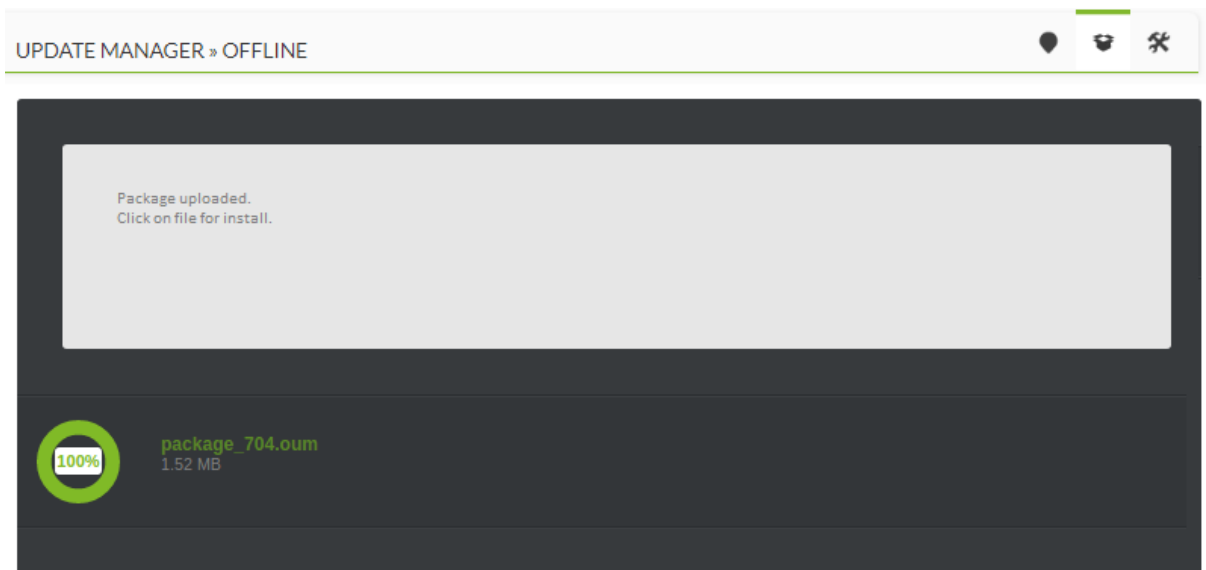 UPDATE MANAGER » OFFLINE
Package uploaded.
Click on file for install.
100%
package_704.oum
1.52 MB